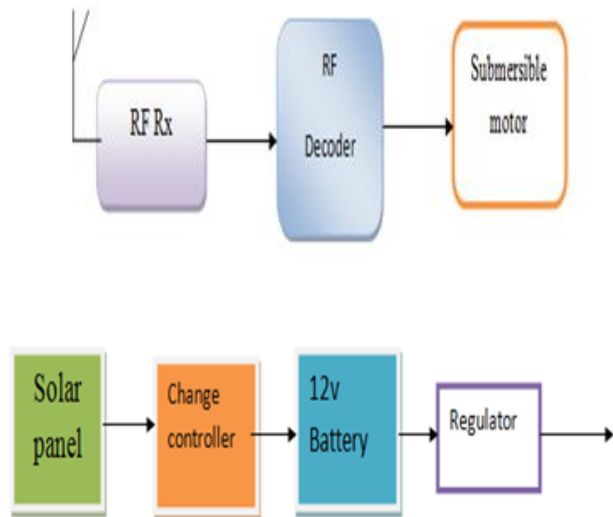 RF Rx
RF
Decoder
Submersible
motor
Solar
panel
Change
controller
12v
Battery
Regulator